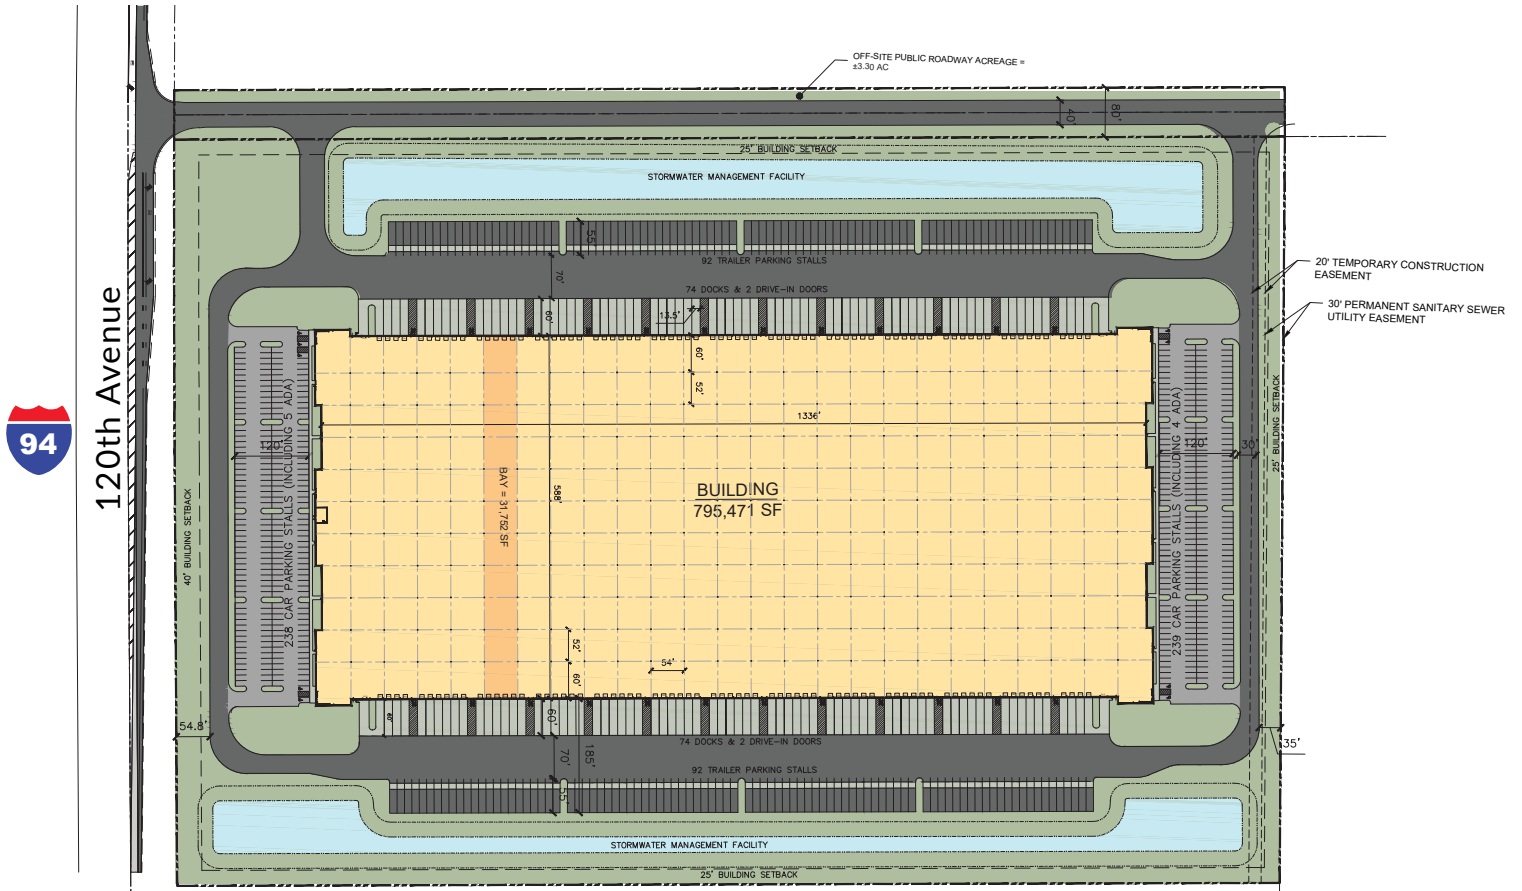 OFF-SITE PUBLIC ROADWAY ACREAGE =
±3.30 AC
40'
80'
25' BUILDING SETBACK
STORMWATER MANAGEMENT FACILITY
55'
92 TRAILER PARKING STALLS
70'
74 DOCKS & 2 DRIVE-IN DOORS
60'
13.5'
20' TEMPORARY CONSTRUCTION
EASEMENT
30' PERMANENT SANITARY SEWER
UTILITY EASEMENT
60'
52'
1336'
94
120th Avenue
40' BUILDING SETBACK
120'
238 CAR PARKING STALLS (INCLUDING 5 ADA)
BAY = 31,752 SF
588'
BUILDING
795,471 SF
239 CAR PARKING STALLS (INCLUDING 4 ADA)
120'
30'
25' BUILDING SETBACK
52'
60'
54'
54.8'
60'
60'
74 DOCKS & 2 DRIVE-IN DOORS
35'
70'
185'
92 TRAILER PARKING STALLS
55'
STORMWATER MANAGEMENT FACILITY
25' BUILDING SETBACK